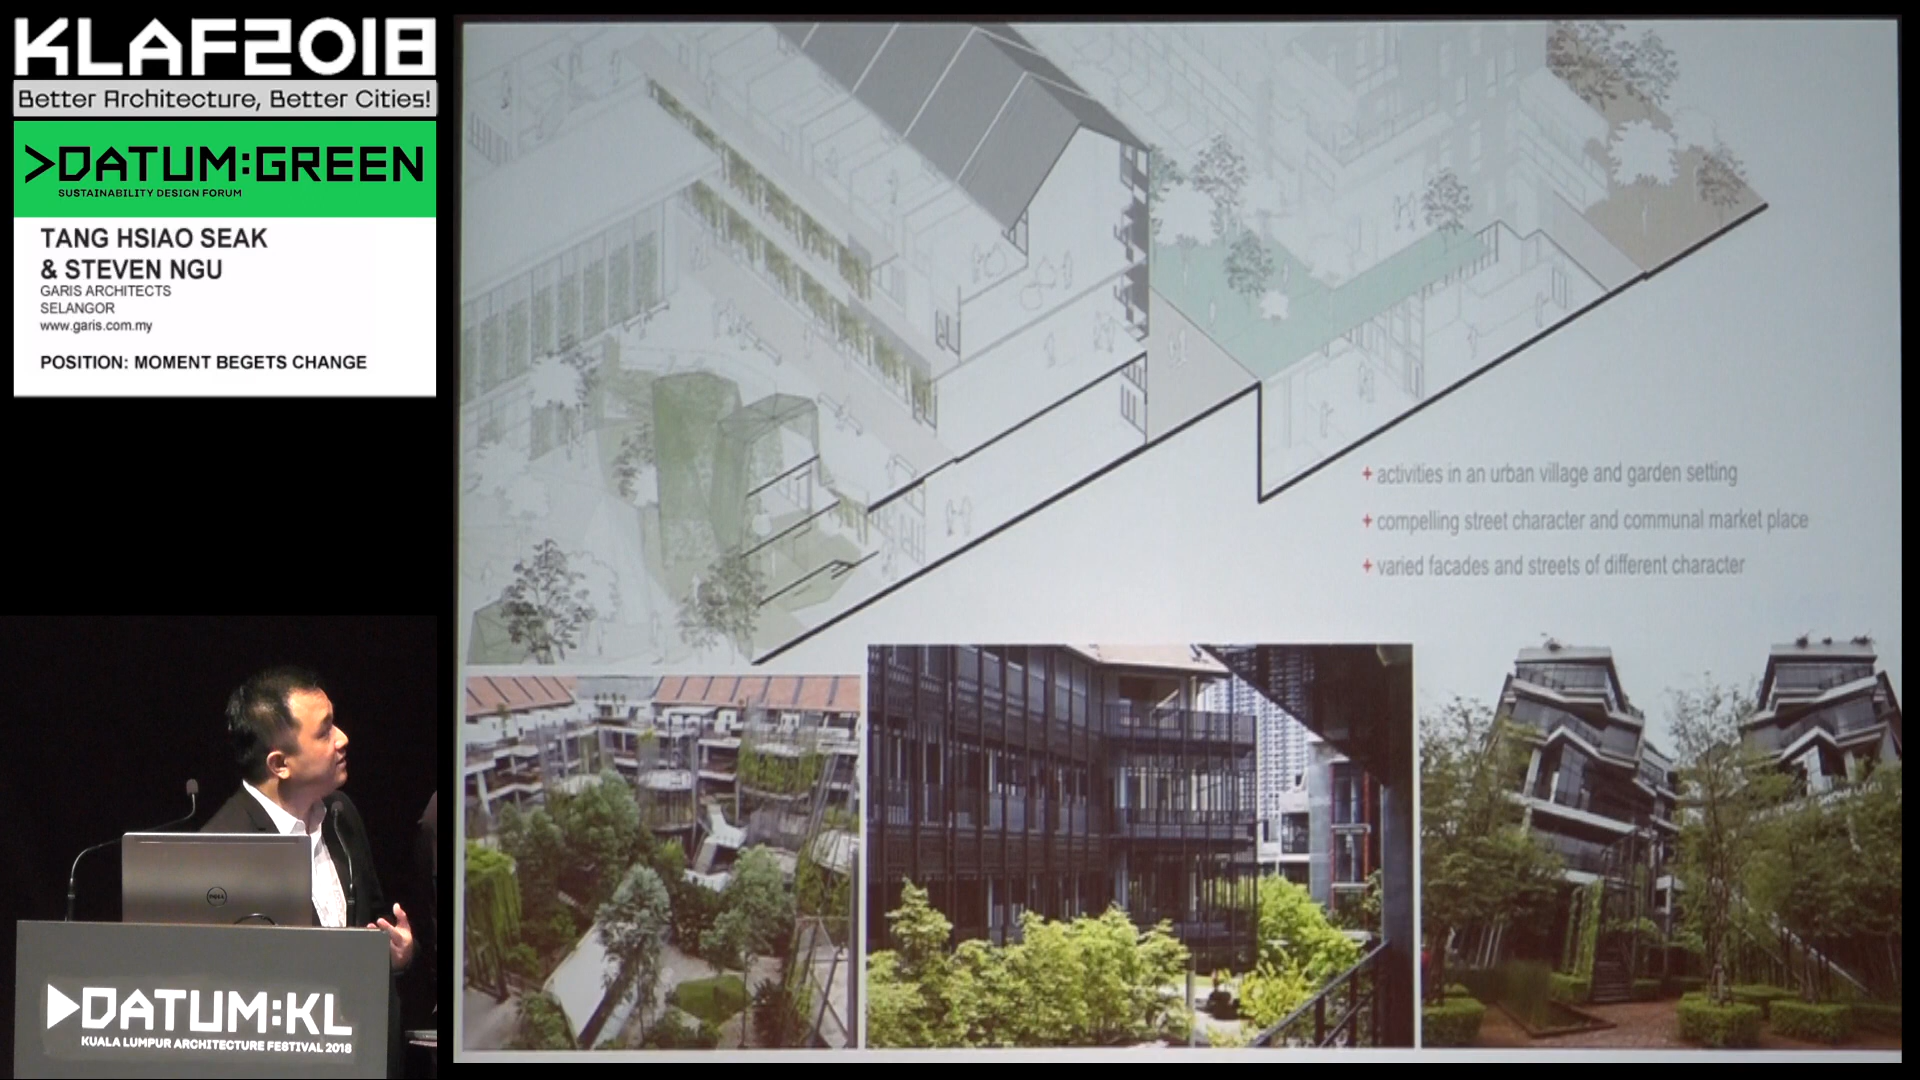 KLAF2018
Better Architecture, Better Cities!
>DATUM:GREEN
SUSTAINABILITY DESIGN FORUM
TANG HSIAO SEAK
& STEVEN NGU
GARIS ARCHITECTS
SELANGOR
www.garis.com.my
POSITION: MOMENT BEGETS CHANGE
+ activities in an urban village and garden setting
+ compelling street character and communal market place
+ varied facades and streets of different character
DELL
DATUM:KL
KUALA LUMPUR ARCHITECTURE FESTIVAL 2018